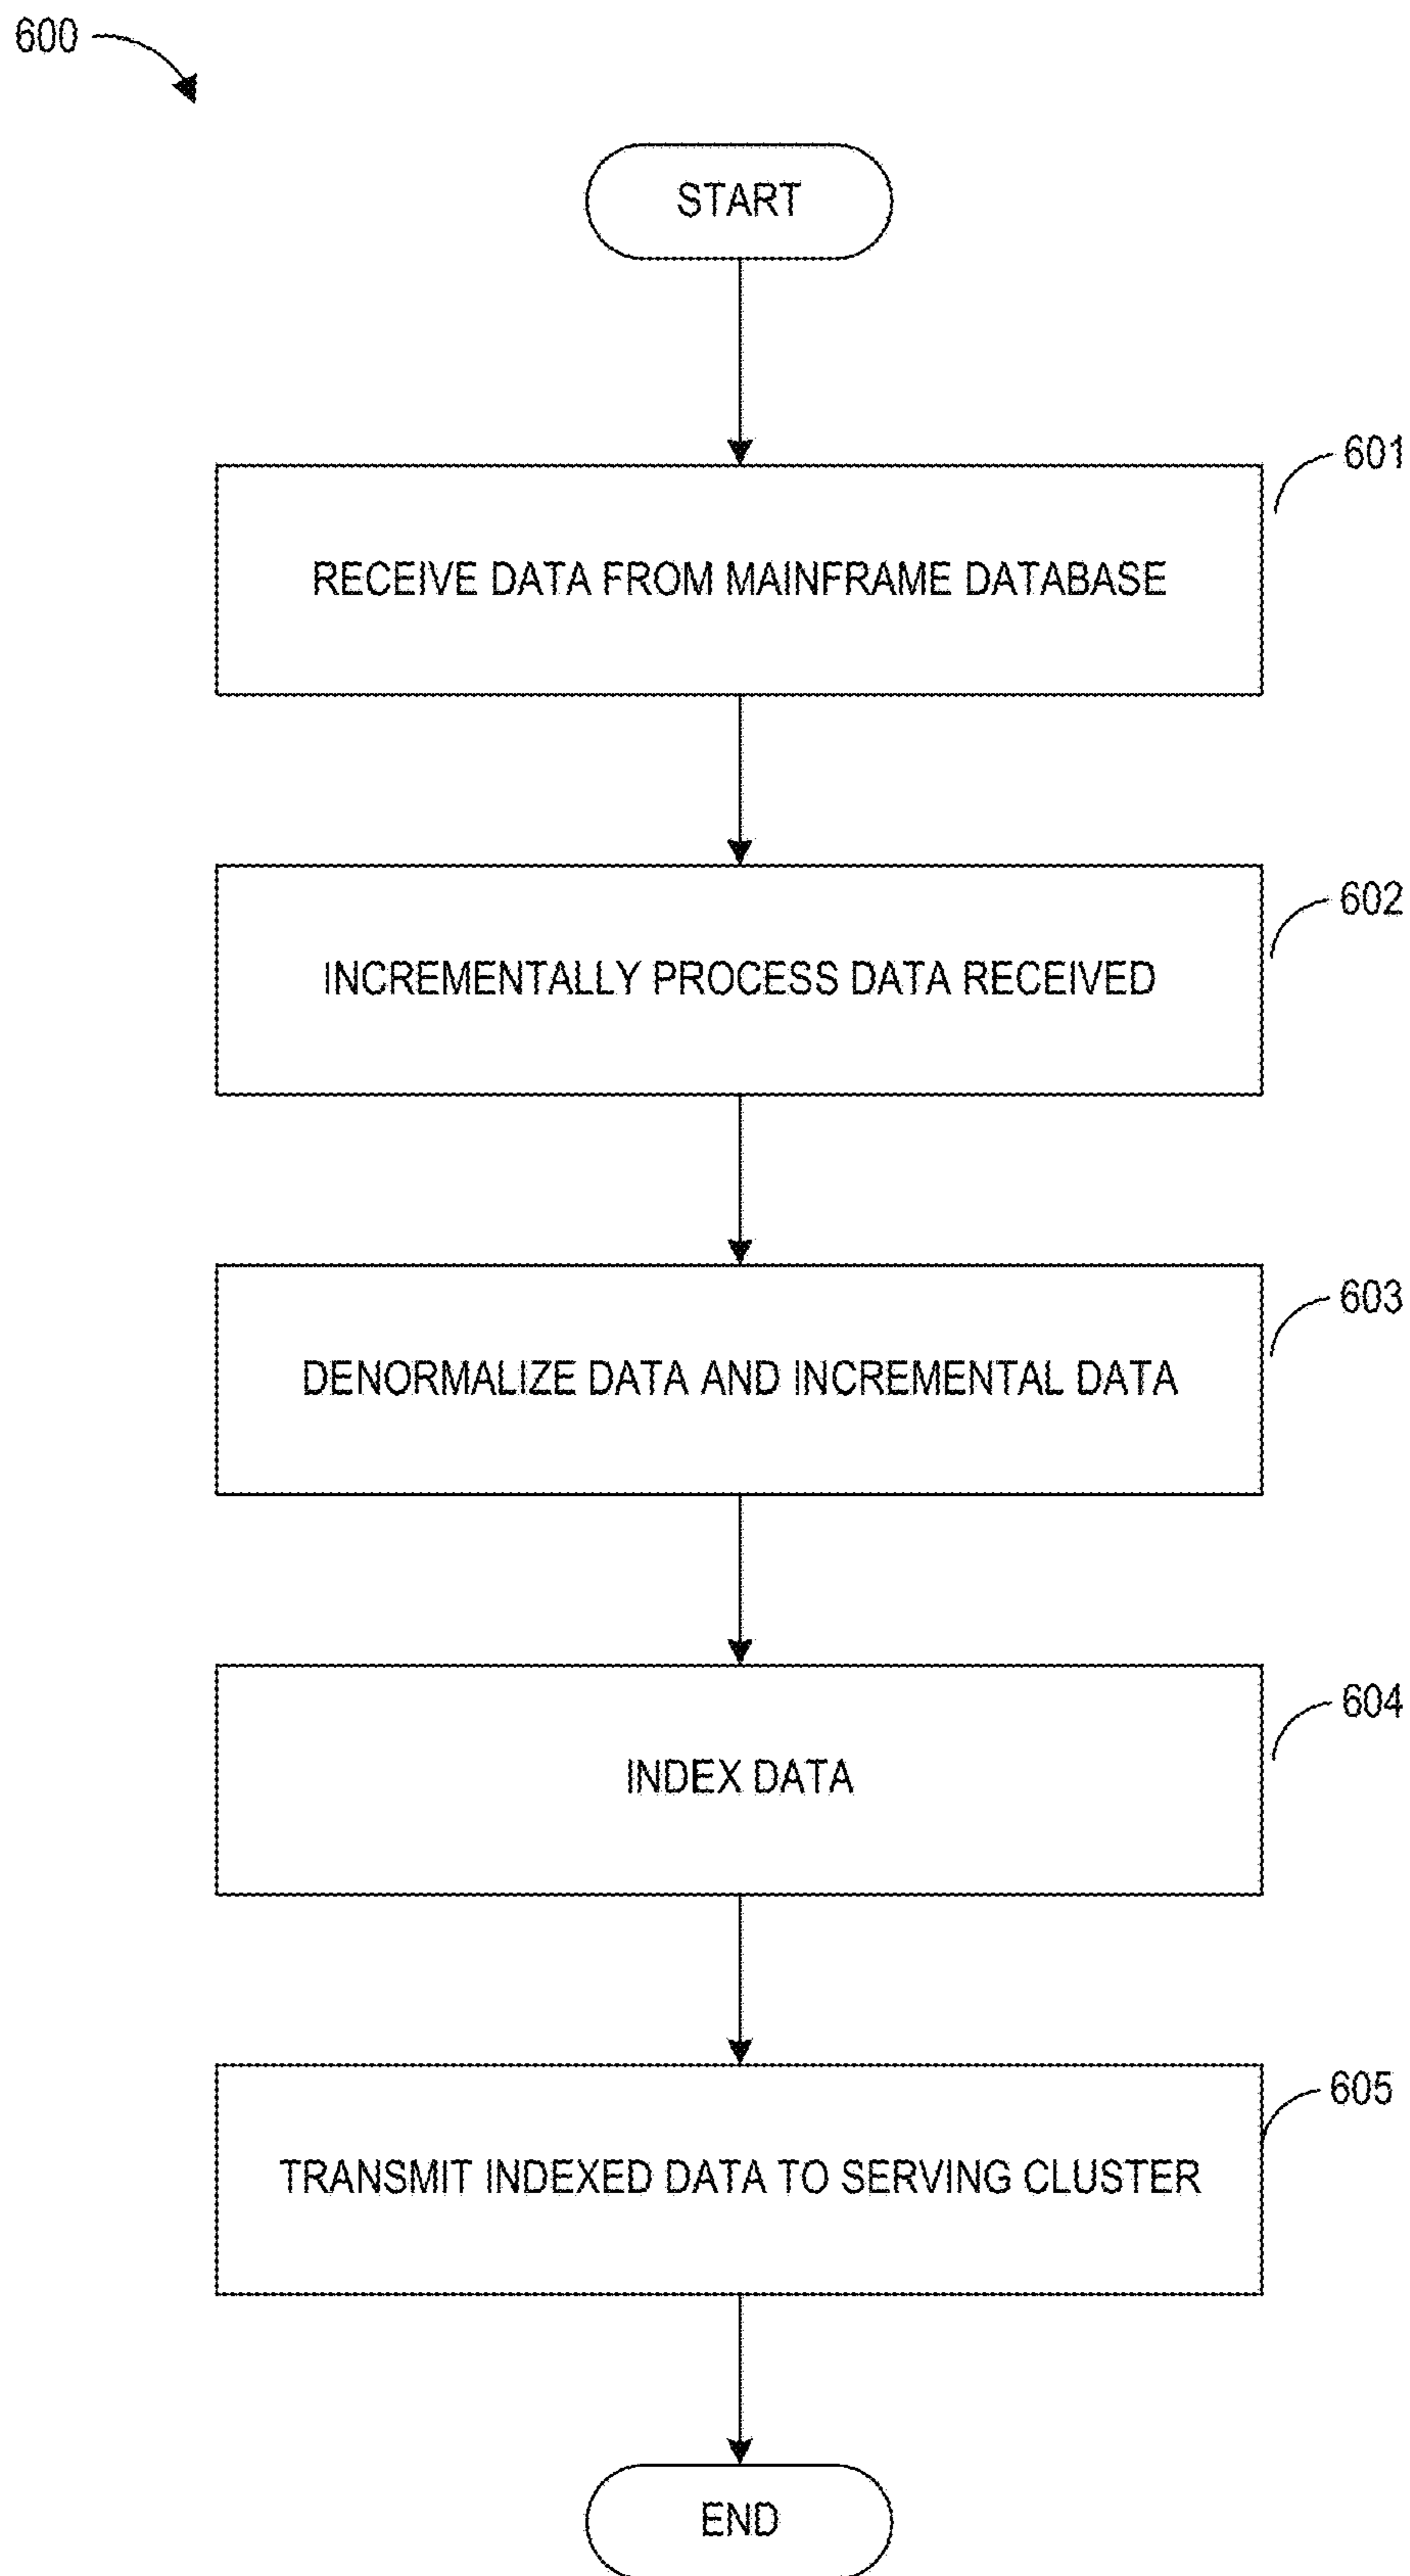 600
START
601
RECEIVE DATA FROM MAINFRAME DATABASE
602
INCREMENTALLY PROCESS DATA RECEIVED
603
DENORMALIZE DATA AND INCREMENTAL DATA
604
INDEX DATA
605
TRANSMIT INDEXED DATA TO SERVING CLUSTER
END